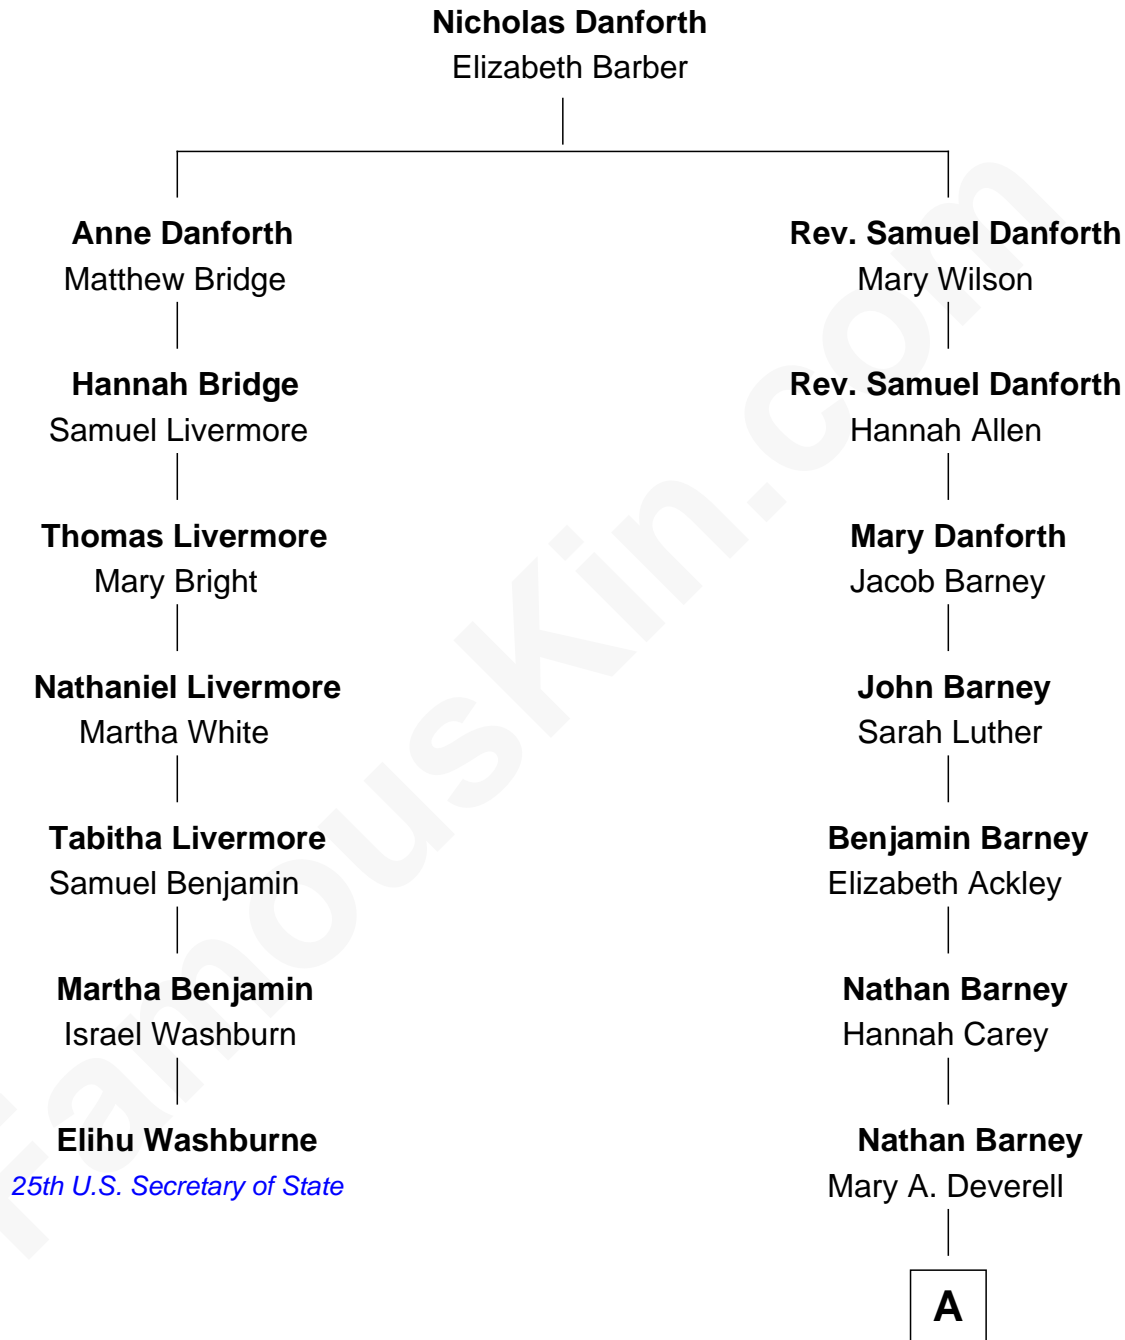 Nicholas Danforth
Elizabeth Barber
Anne Danforth
Matthew Bridge
Rev. Samuel Danforth
Mary Wilson
Hannah Bridge
Samuel Livermore
Rev. Samuel Danforth
Hannah Allen
Thomas Livermore
Mary Bright
Mary Danforth
Jacob Barney
Nathaniel Livermore
Martha White
John Barney
Sarah Luther
Tabitha Livermore
Samuel Benjamin
Benjamin Barney
Elizabeth Ackley
Martha Benjamin
Israel Washburn
Nathan Barney
Hannah Carey
Elihu Washburne
25th U.S. Secretary of State
Nathan Barney
Mary A. Deverell
A
FamousKin.com